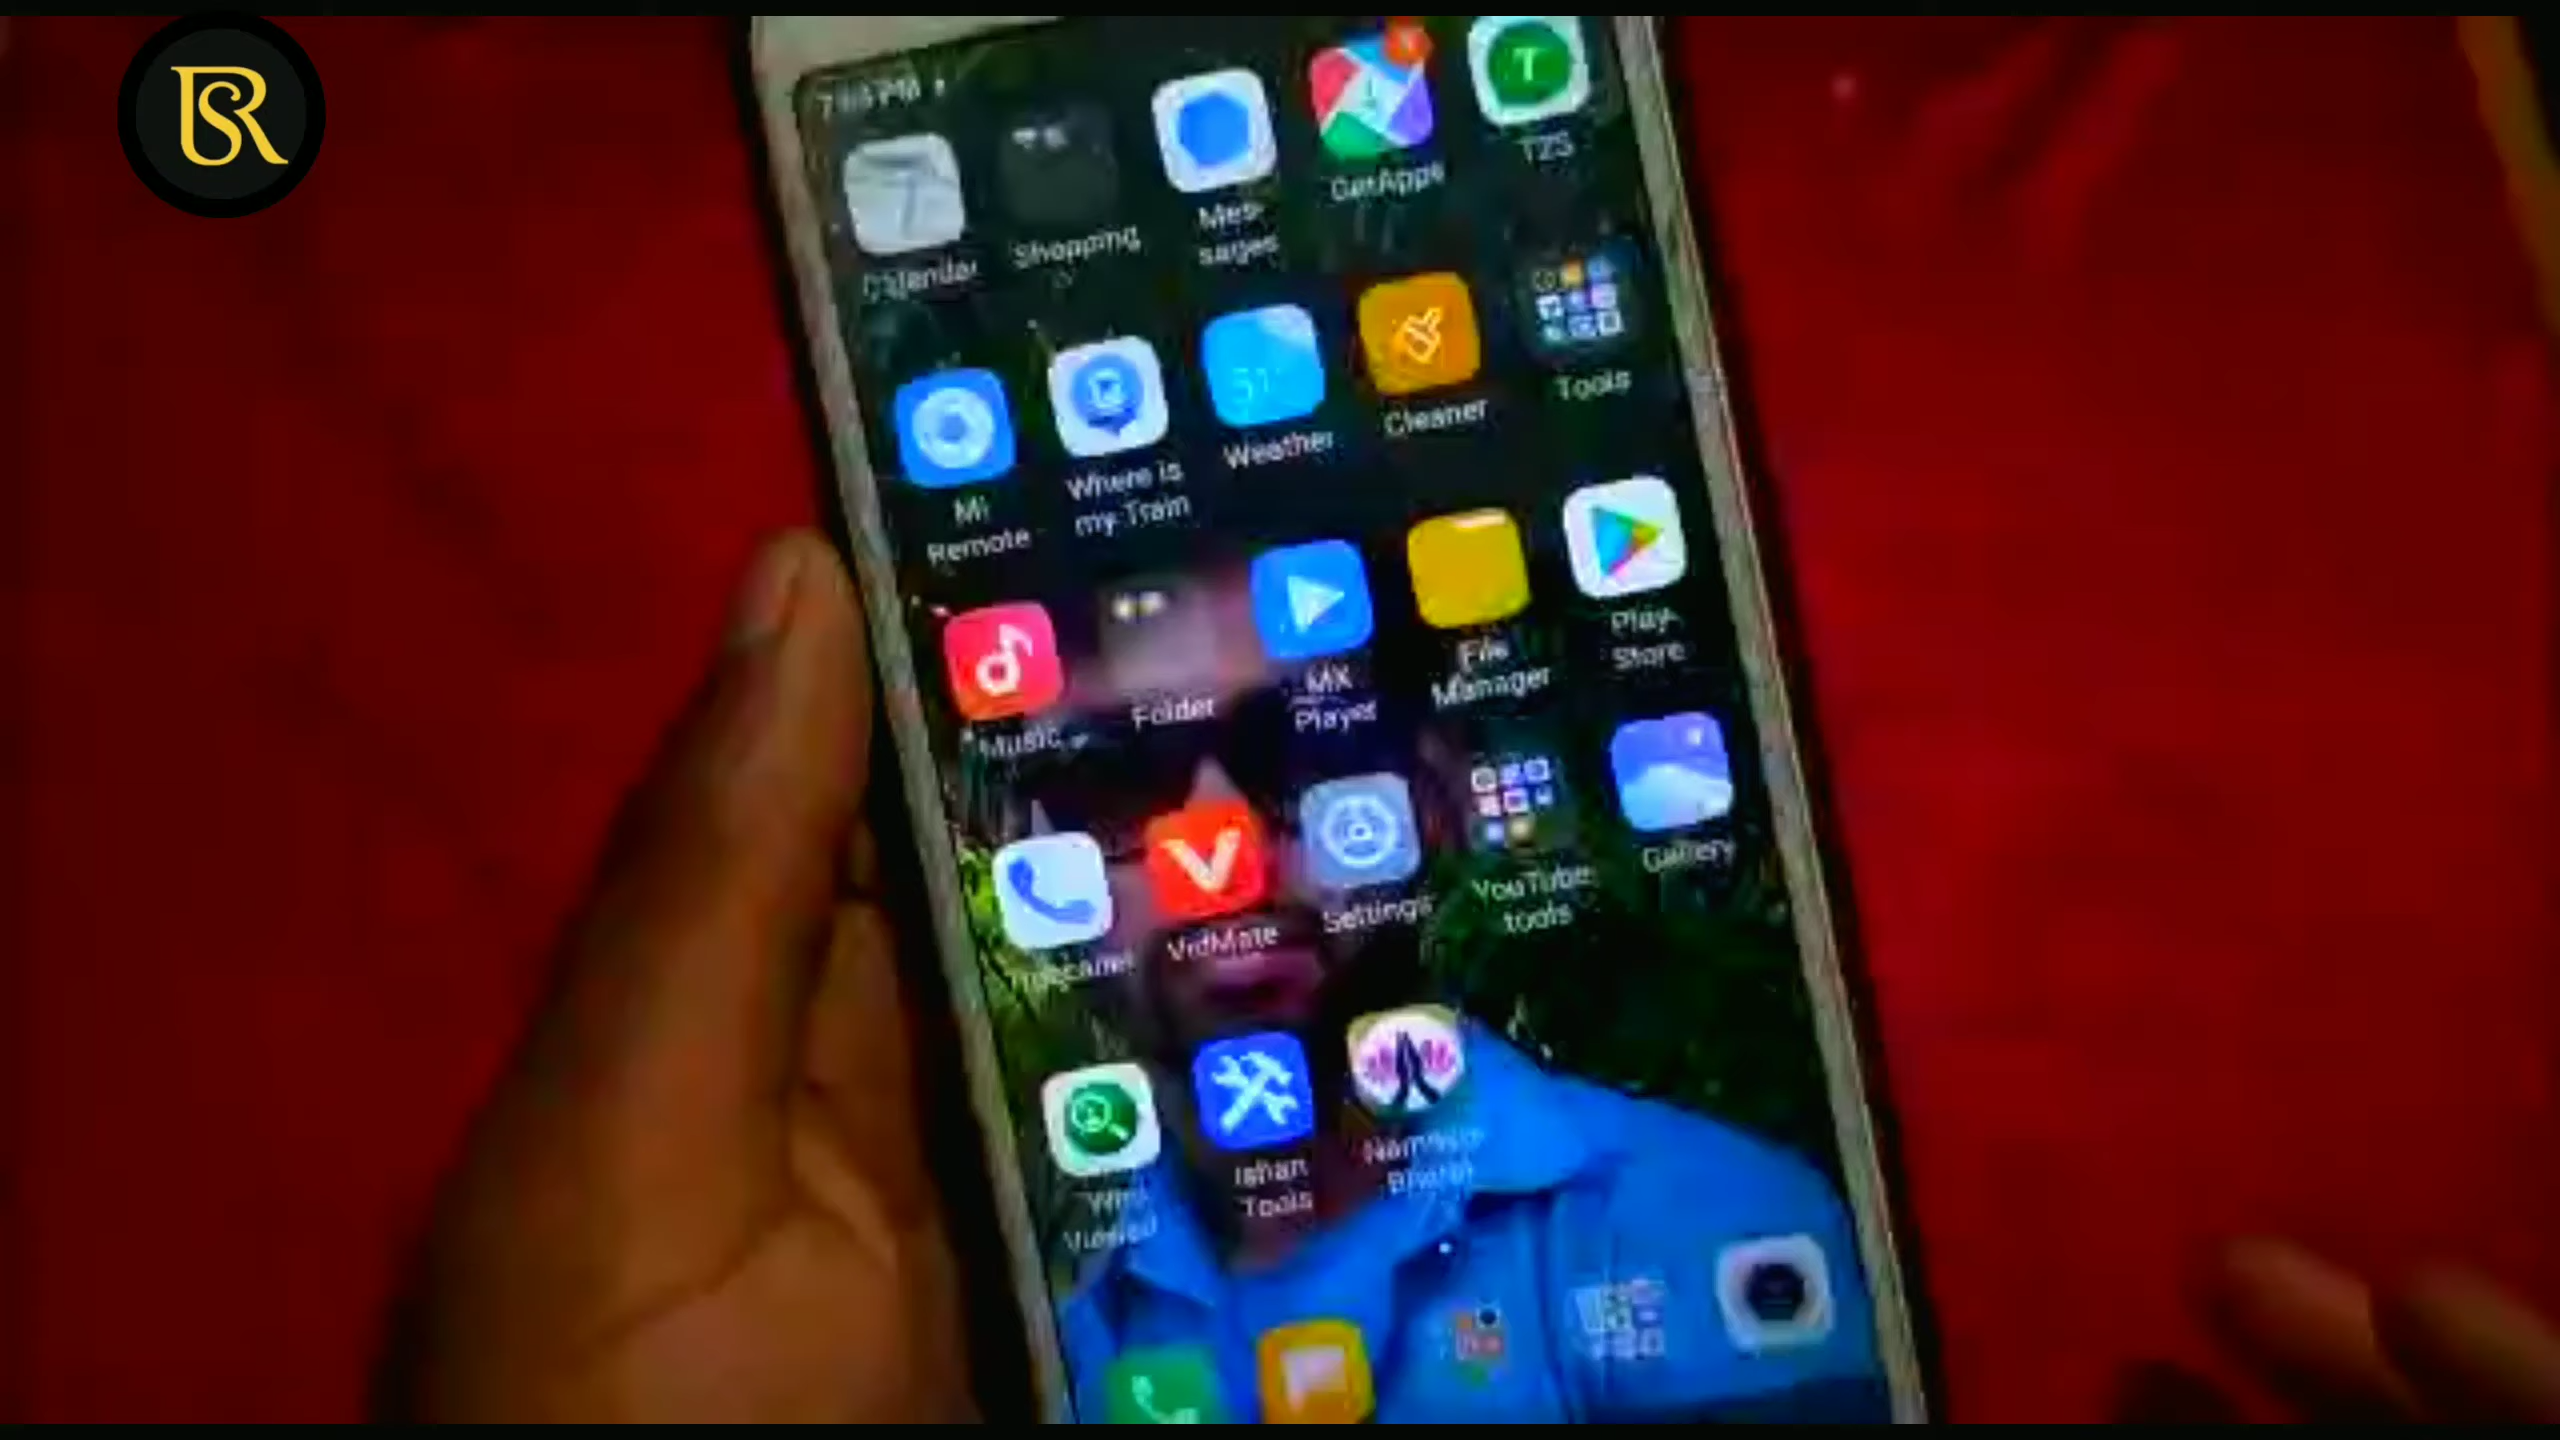 Calendar
Shopping
Mes-
sages
GetApps
T2S
Mi
Remote
Where is
my Train
Weather
Cleaner
Tools
Music
Folder
MX
Player
File
Manager
Play
Store
VidMate
Settings
YouTube
tools
Gallery
Ishan
Tools